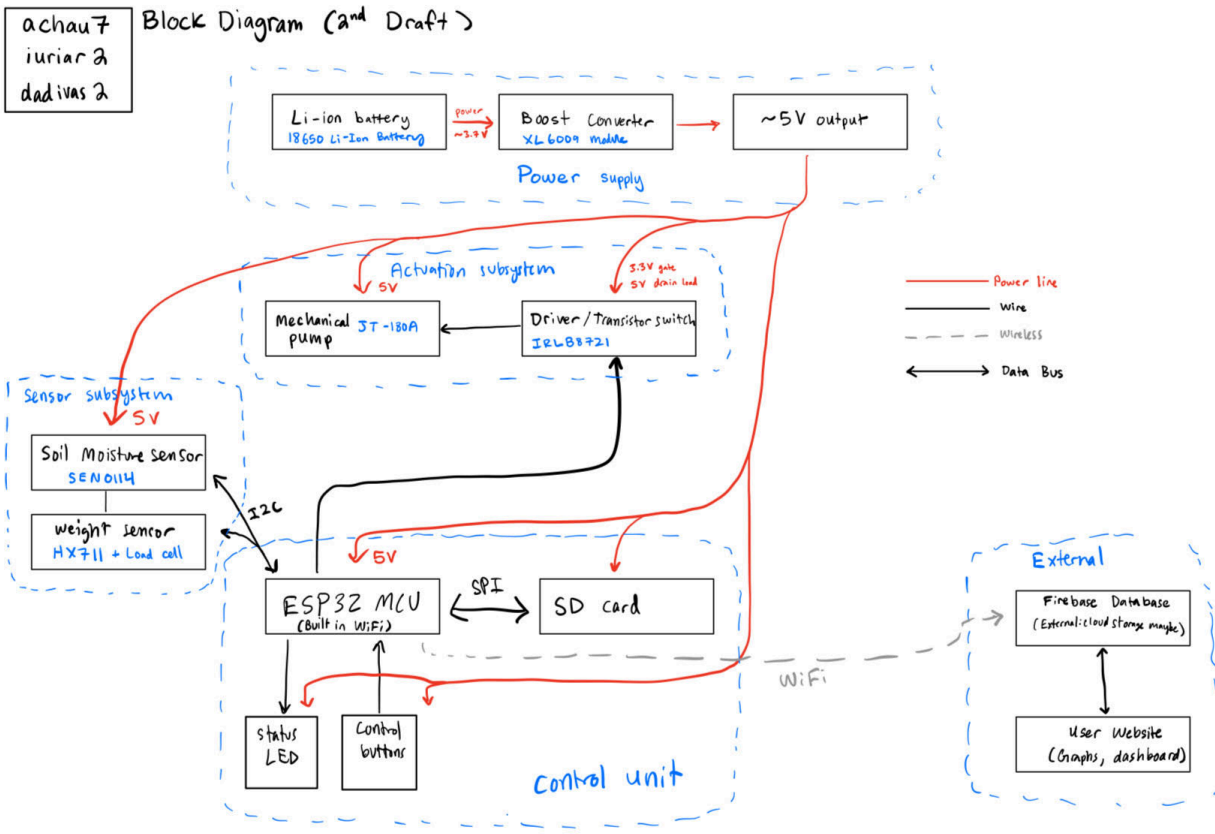 achau7
iuriar2
dadivas2
Block Diagram (2nd Draft)
Li-ion battery
18650 Li-Ion Battery
power
~3.7V
Boost Converter
XL6009 module
~5V output
Power supply
Actuation subsystem
5V
3.3V gate
5V drain load
Mechanical pump JT-180A
Driver/Transistor switch
IRLB8721
Power line
Wire
Wireless
Data Bus
Sensor subsystem
5V
Soil Moisture sensor
SEN0114
I2C
Weight sensor
HX711 + Load cell
5V
ESP32 MCU
(Built in WiFi)
SPI
SD card
WiFi
Status
LED
Control
buttons
Control unit
External
Firebase Database
(External:cloud storage maybe)
User Website
(Graphs, dashboard)